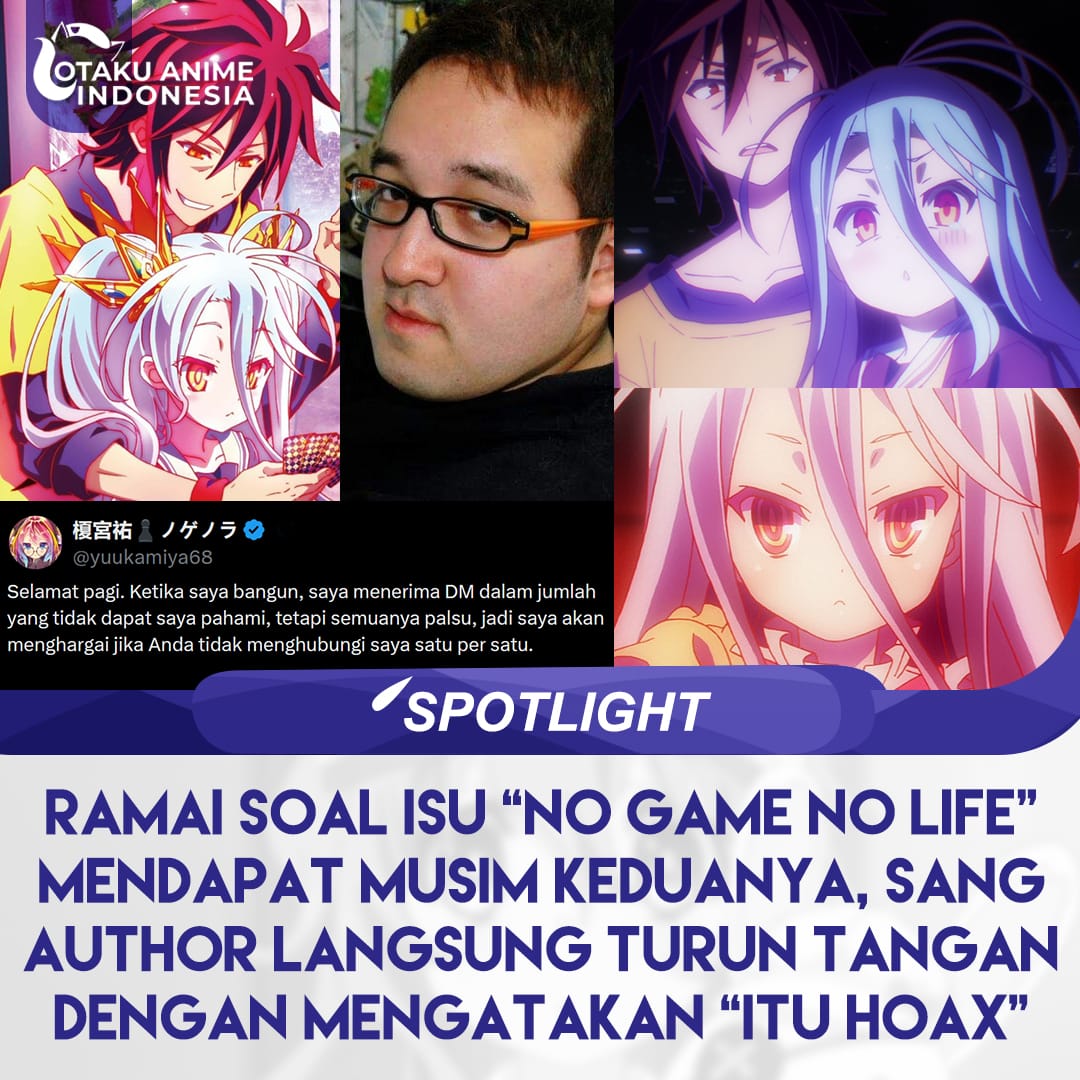 OTAKU ANIME
INDONESIA
榎宮祐♟ノゲノラ
@yuukamiya68
Selamat pagi. Ketika saya bangun, saya menerima DM dalam jumlah
yang tidak dapat saya pahami, tetapi semuanya palsu, jadi saya akan
menghargai jika Anda tidak menghubungi saya satu per satu.
SPOTLIGHT
RAMAI SOAL ISU “NO GAME NO LIFE”
MENDAPAT MUSIM KEDUANYA, SANG
AUTHOR LANGSUNG TURUN TANGAN
DENGAN MENGATAKAN “ITU HOAX”